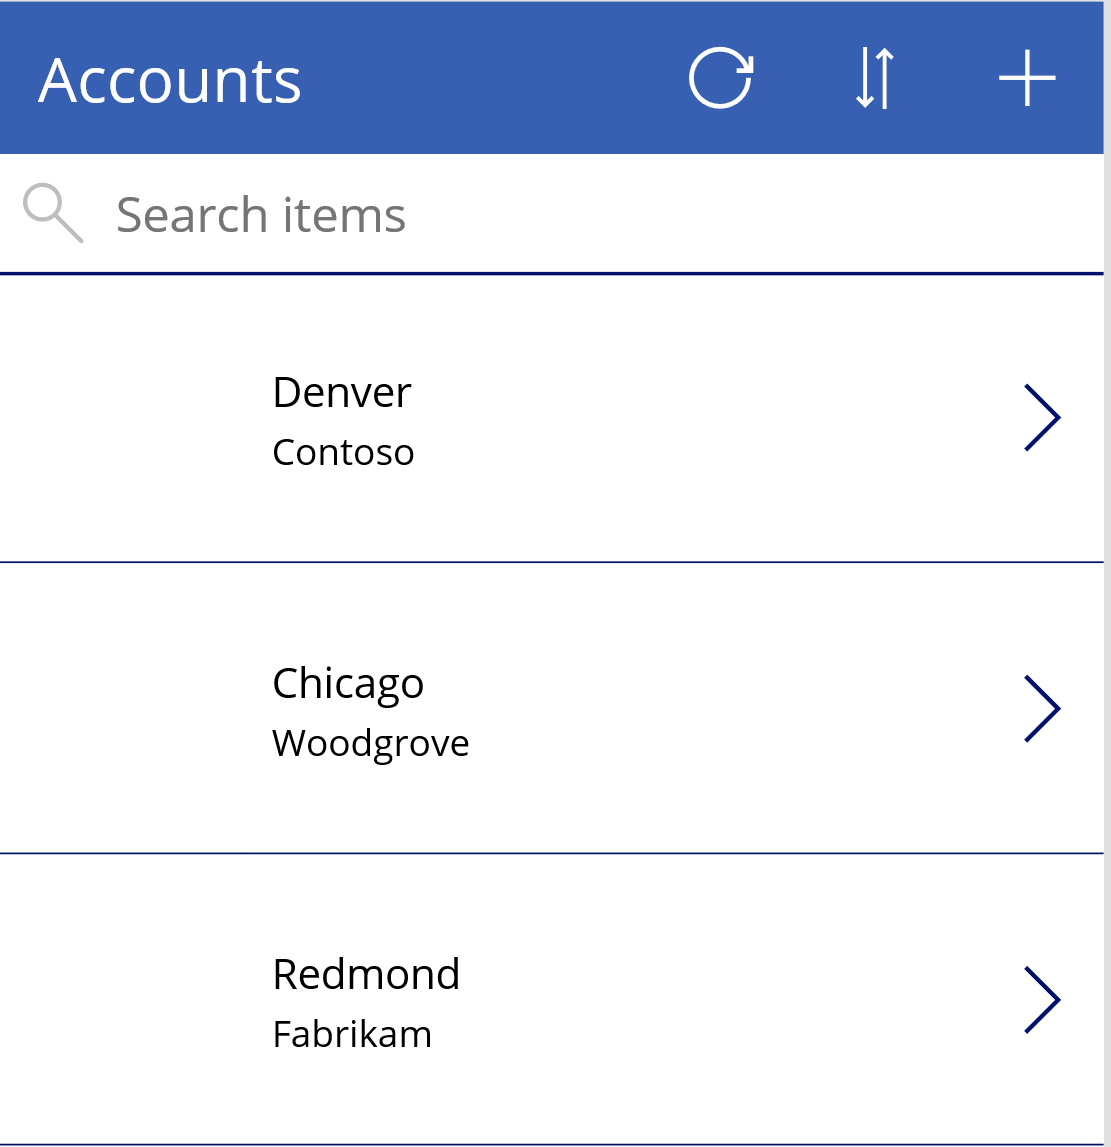 Accounts
Search items
Denver
Contoso
Chicago
Woodgrove
Redmond
Fabrikam